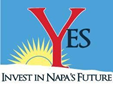 YES
INVEST IN NAPA'S FUTURE